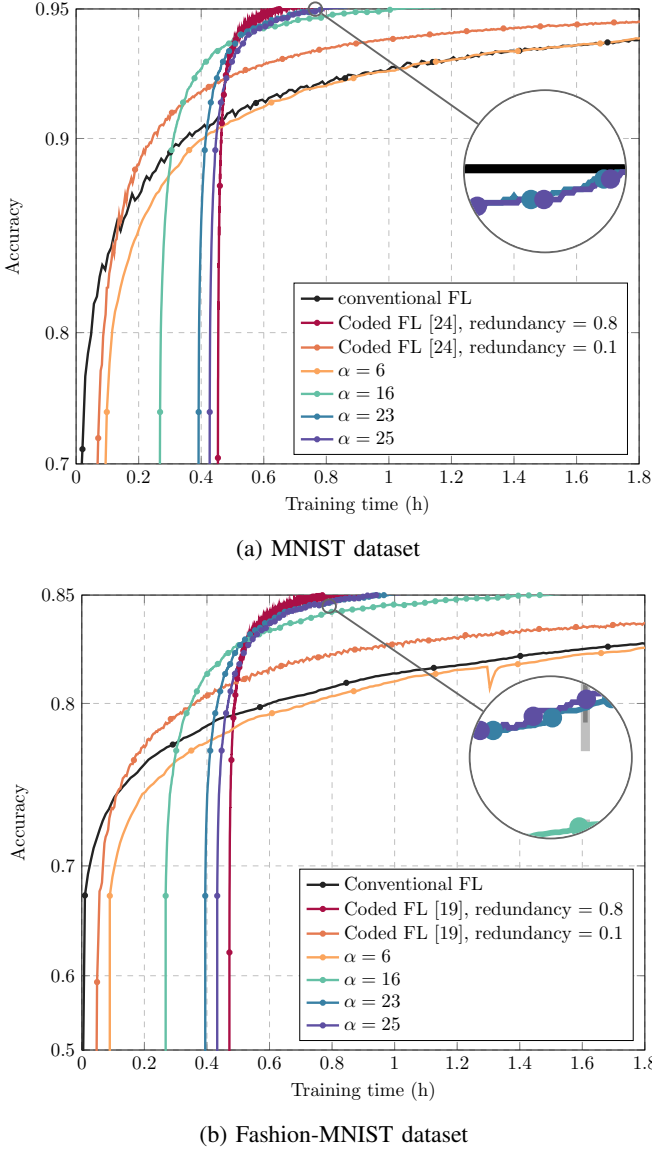 0.95
0.9
0.8
0.7
Accuracy
conventional FL
Coded FL [24], redundancy = 0.8
Coded FL [24], redundancy = 0.1
α = 6
α = 16
α = 23
α = 25
0 0.2 0.4 0.6 0.8 1 1.2 1.4 1.6 1.8
Training time (h)
(a) MNIST dataset
0.85
0.8
0.7
0.6
0.5
Accuracy
Conventional FL
Coded FL [19], redundancy = 0.8
Coded FL [19], redundancy = 0.1
α = 6
α = 16
α = 23
α = 25
0 0.2 0.4 0.6 0.8 1 1.2 1.4 1.6 1.8
Training time (h)
(b) Fashion-MNIST dataset